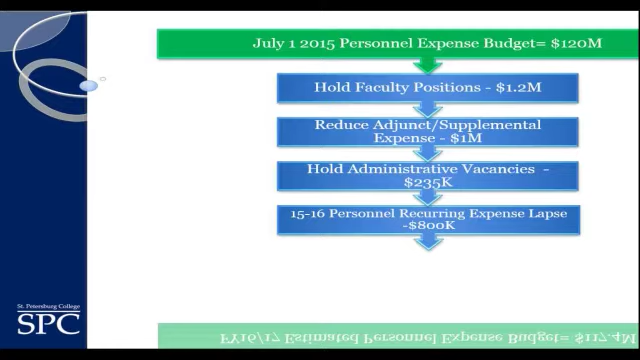 July 1 2015 Personnel Expense Budget= $120M
Hold Faculty Positions - $1.2M
Reduce Adjunct/Supplemental
Expense - $1M
Hold Administrative Vacancies -
$235K
15-16 Personnel Recurring Expense Lapse
-$800K
St. Petersburg College
SPC
FY16/17 Estimated Personnel Expense Budget= $117.4M